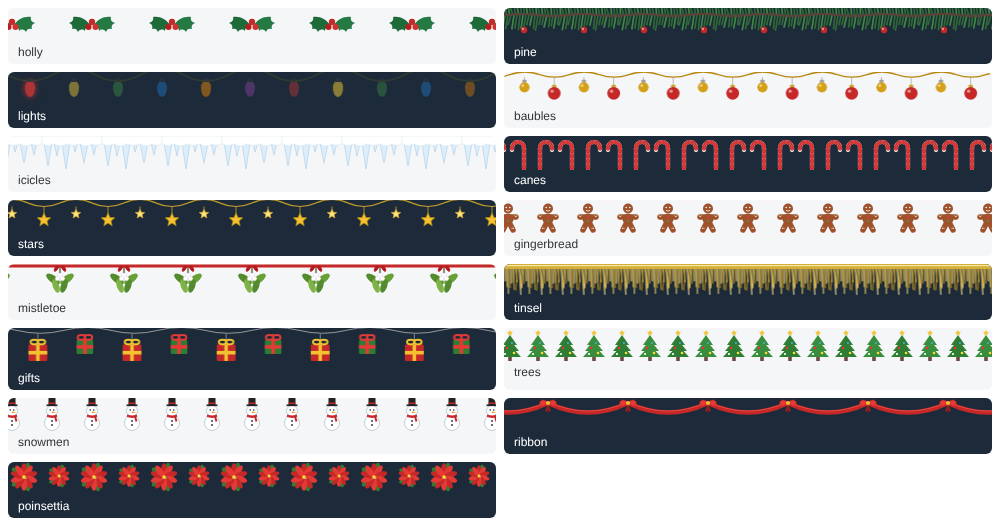 holly
pine
lights
baubles
icicles
canes
stars
gingerbread
mistletoe
tinsel
gifts
trees
snowmen
ribbon
poinsettia